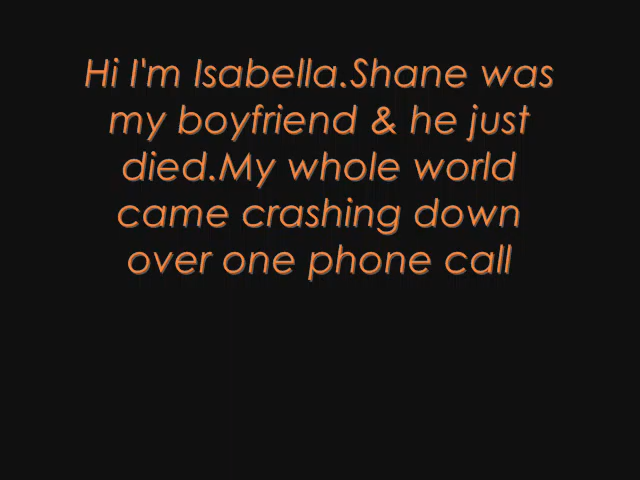 Hi I'm Isabella.Shane was
my boyfriend & he just
died.My whole world
came crashing down
over one phone call